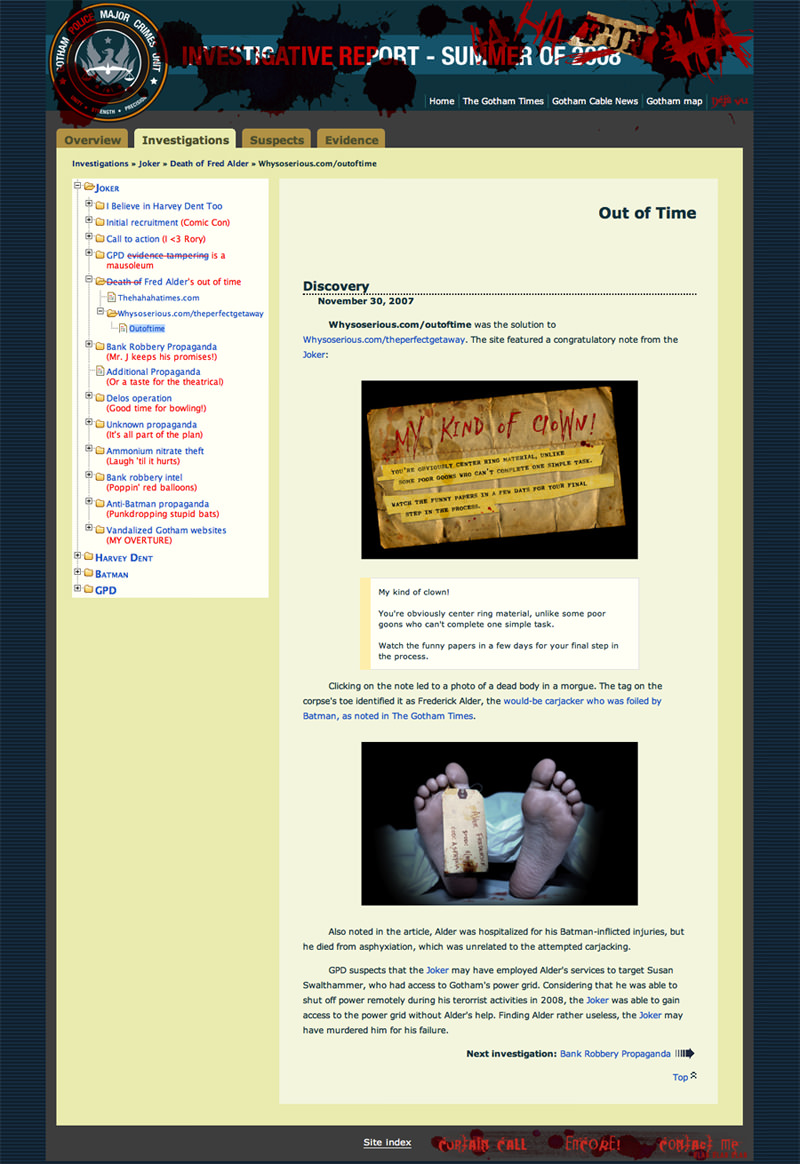 GOTHAM POLICE MAJOR CRIMES UNIT
UNITY • STRENGTH • PRECISION
INVESTIGATIVE REPORT - SUMMER OF 2008
HA HA HA
FUN
Home | The Gotham Times | Gotham Cable News | Gotham map | DEJA VU
Overview Investigations Suspects Evidence
Investigations » Joker » Death of Fred Alder » Whysoserious.com/outoftime
JOKER
I Believe in Harvey Dent Too
Initial recruitment (Comic Con)
Call to action (I <3 Rory)
GPD evidence tampering is a
mausoleum
Death of Fred Alder's out of time
Thehahahatimes.com
Whysoserious.com/theperfectgetaway
Outoftime
Bank Robbery Propaganda
(Mr. J keeps his promises!)
Additional Propaganda
(Or a taste for the theatrical)
Delos operation
(Good time for bowling!)
Unknown propaganda
(It's all part of the plan)
Ammonium nitrate theft
(Laugh 'til it hurts)
Bank robbery intel
(Poppin' red balloons)
Anti-Batman propaganda
(Punkdropping stupid bats)
Vandalized Gotham websites
(MY OVERTURE)
HARVEY DENT
BATMAN
GPD
Out of Time
Discovery
November 30, 2007
Whysoserious.com/outoftime was the solution to
Whysoserious.com/theperfectgetaway. The site featured a congratulatory note from the
Joker:
MY KIND OF CLOWN!
YOU'RE OBVIOUSLY CENTER RING MATERIAL, UNLIKE
SOME POOR GOONS WHO CAN'T COMPLETE ONE SIMPLE TASK.
WATCH THE FUNNY PAPERS IN A FEW DAYS FOR YOUR FINAL
STEP IN THE PROCESS.
My kind of clown!
You're obviously center ring material, unlike some poor
goons who can't complete one simple task.
Watch the funny papers in a few days for your final step in
the process.
Clicking on the note led to a photo of a dead body in a morgue. The tag on the
corpse's toe identified it as Frederick Alder, the would-be carjacker who was foiled by
Batman, as noted in The Gotham Times.
Also noted in the article, Alder was hospitalized for his Batman-inflicted injuries, but
he died from asphyxiation, which was unrelated to the attempted carjacking.
GPD suspects that the Joker may have employed Alder's services to target Susan
Swalthammer, who had access to Gotham's power grid. Considering that he was able to
shut off power remotely during his terorrist activities in 2008, the Joker was able to gain
access to the power grid without Alder's help. Finding Alder rather useless, the Joker may
have murdered him for his failure.
Next investigation: Bank Robbery Propaganda
Top
Site index
CURTAIN CALL
ENCORE!
CONTACT ME